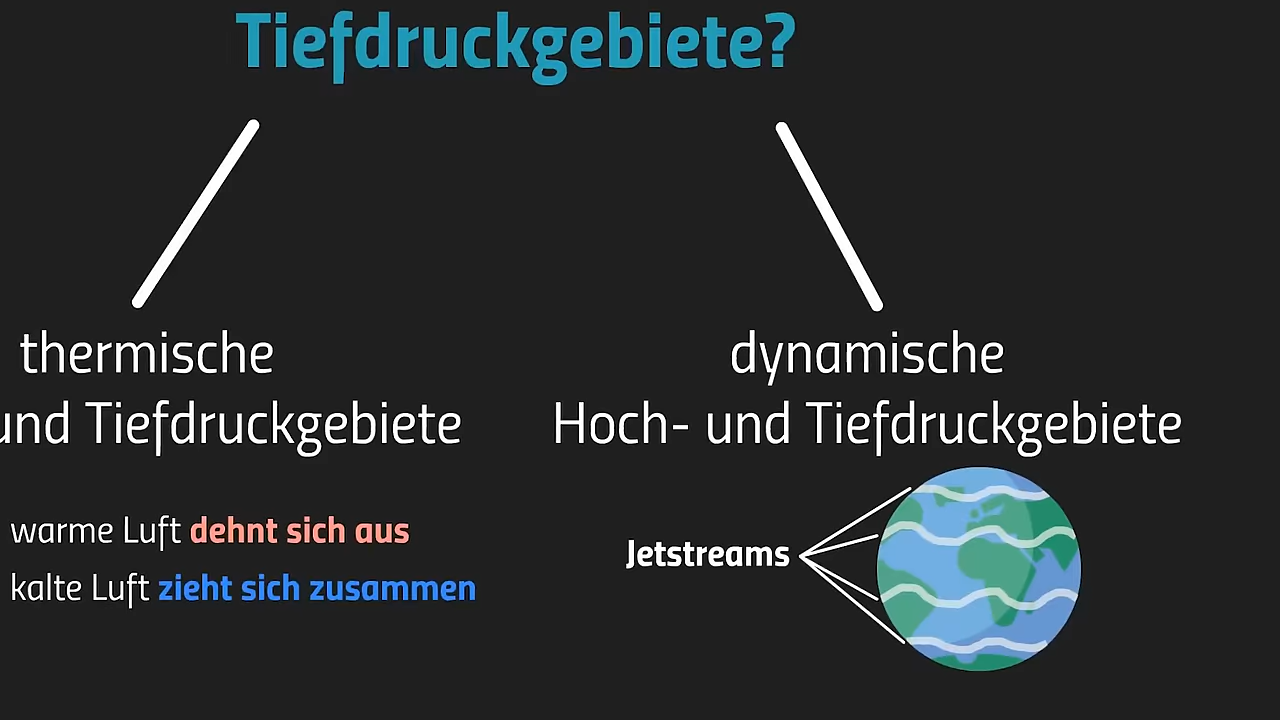 Tiefdruckgebiete?
thermische
und Tiefdruckgebiete
dynamische
Hoch- und Tiefdruckgebiete
warme Luft dehnt sich aus
kalte Luft zieht sich zusammen
Jetstreams